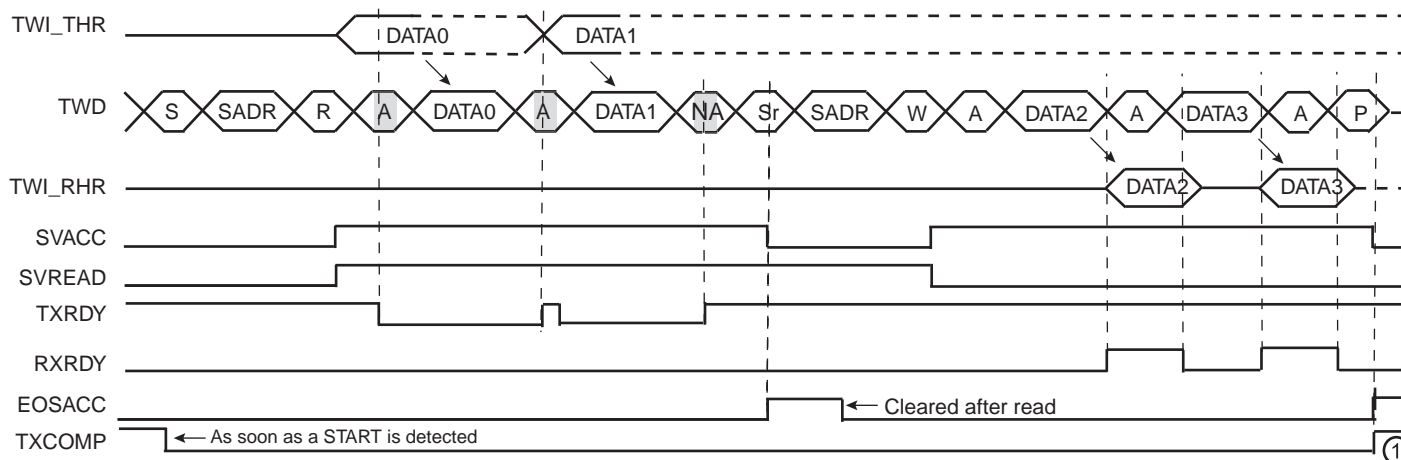 TWI_THR DATA0 DATA1
TWD S SADR R A DATA0 A DATA1 NA Sr SADR W A DATA2 A DATA3 A P
TWI_RHR DATA2 DATA3
SVACC
SVREAD
TXRDY
RXRDY
EOSACC Cleared after read
TXCOMP As soon as a START is detected 1